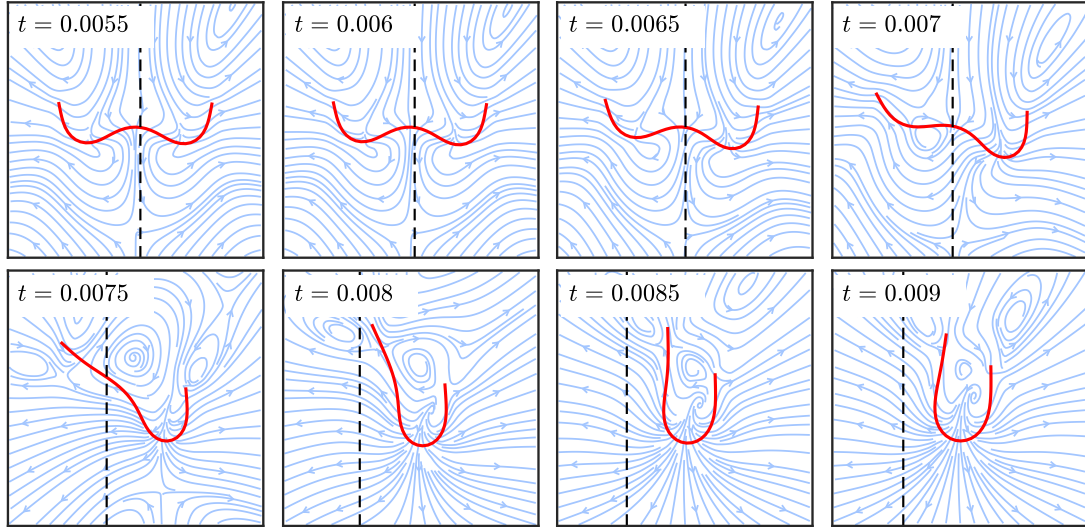 t = 0.0055
t = 0.006
t = 0.0065
t = 0.007
t = 0.0075
t = 0.008
t = 0.0085
t = 0.009